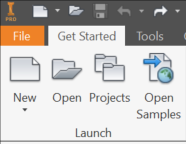 I
PRO
File Get Started Tools
New Open Projects Open Samples
Launch